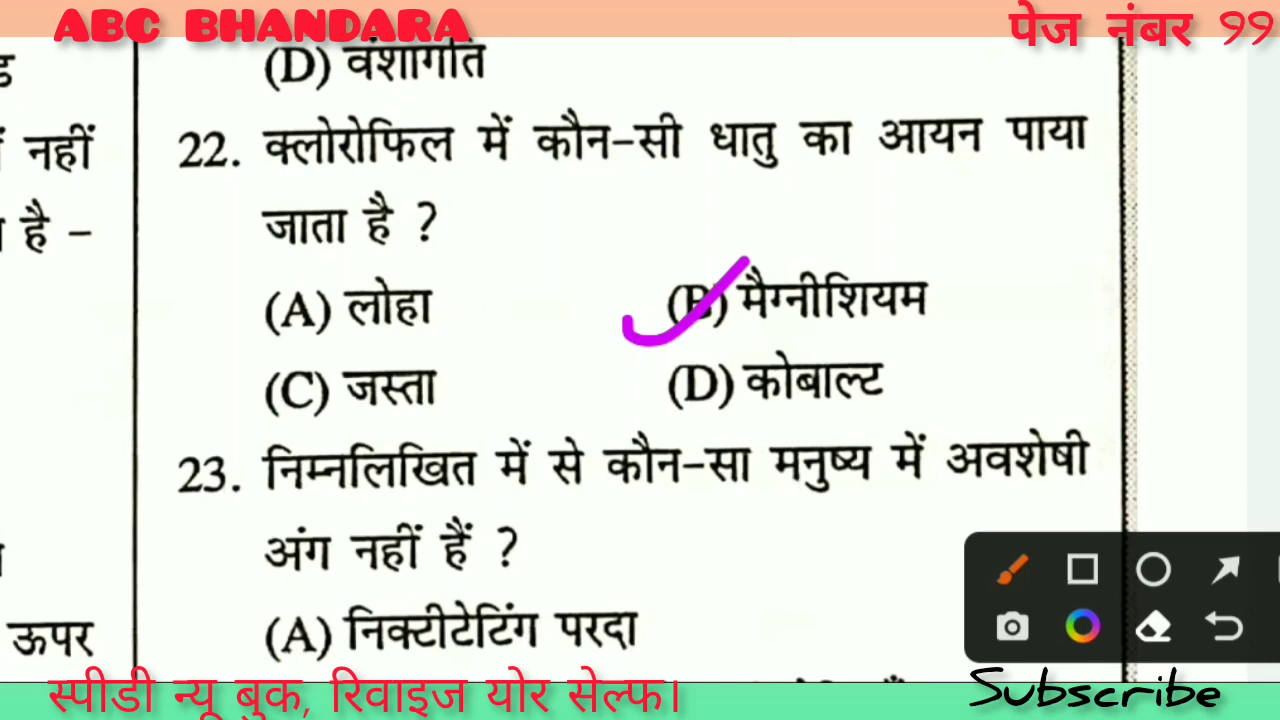 ABC BHANDARA
पेज नंबर 99
(D) वंशागति
नहीं
22. क्लोरोफिल में कौन-सी धातु का आयन पाया
है -
जाता है ?
(A) लोहा (B) मैग्नीशियम
(C) जस्ता (D) कोबाल्ट
23. निम्नलिखित में से कौन-सा मनुष्य में अवशेषी
अंग नहीं हैं ?
ऊपर
(A) निक्टीटेटिंग परदा
स्पीडी न्यू बुक, रिवाइज योर सेल्फ।
Subscribe